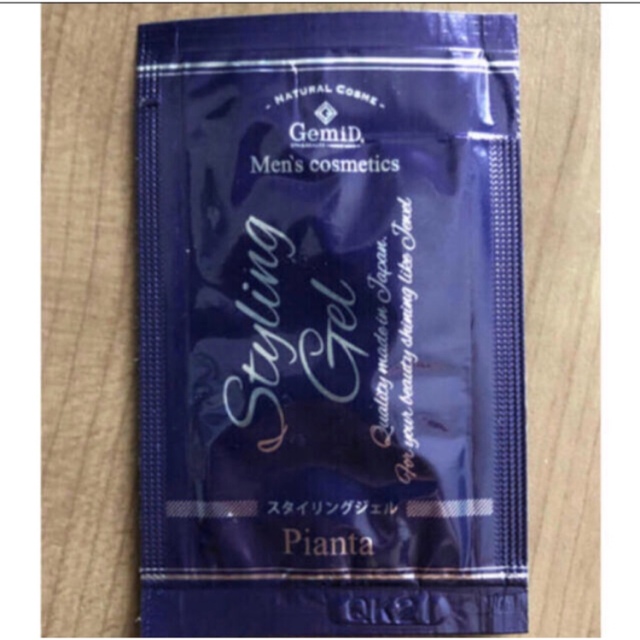 NATURAL COSME
GemiD.
Men's cosmetics
Styling
Gel
Quality made in Japan.
For your beauty shining like Jewel
スタイリングジェル
Pianta